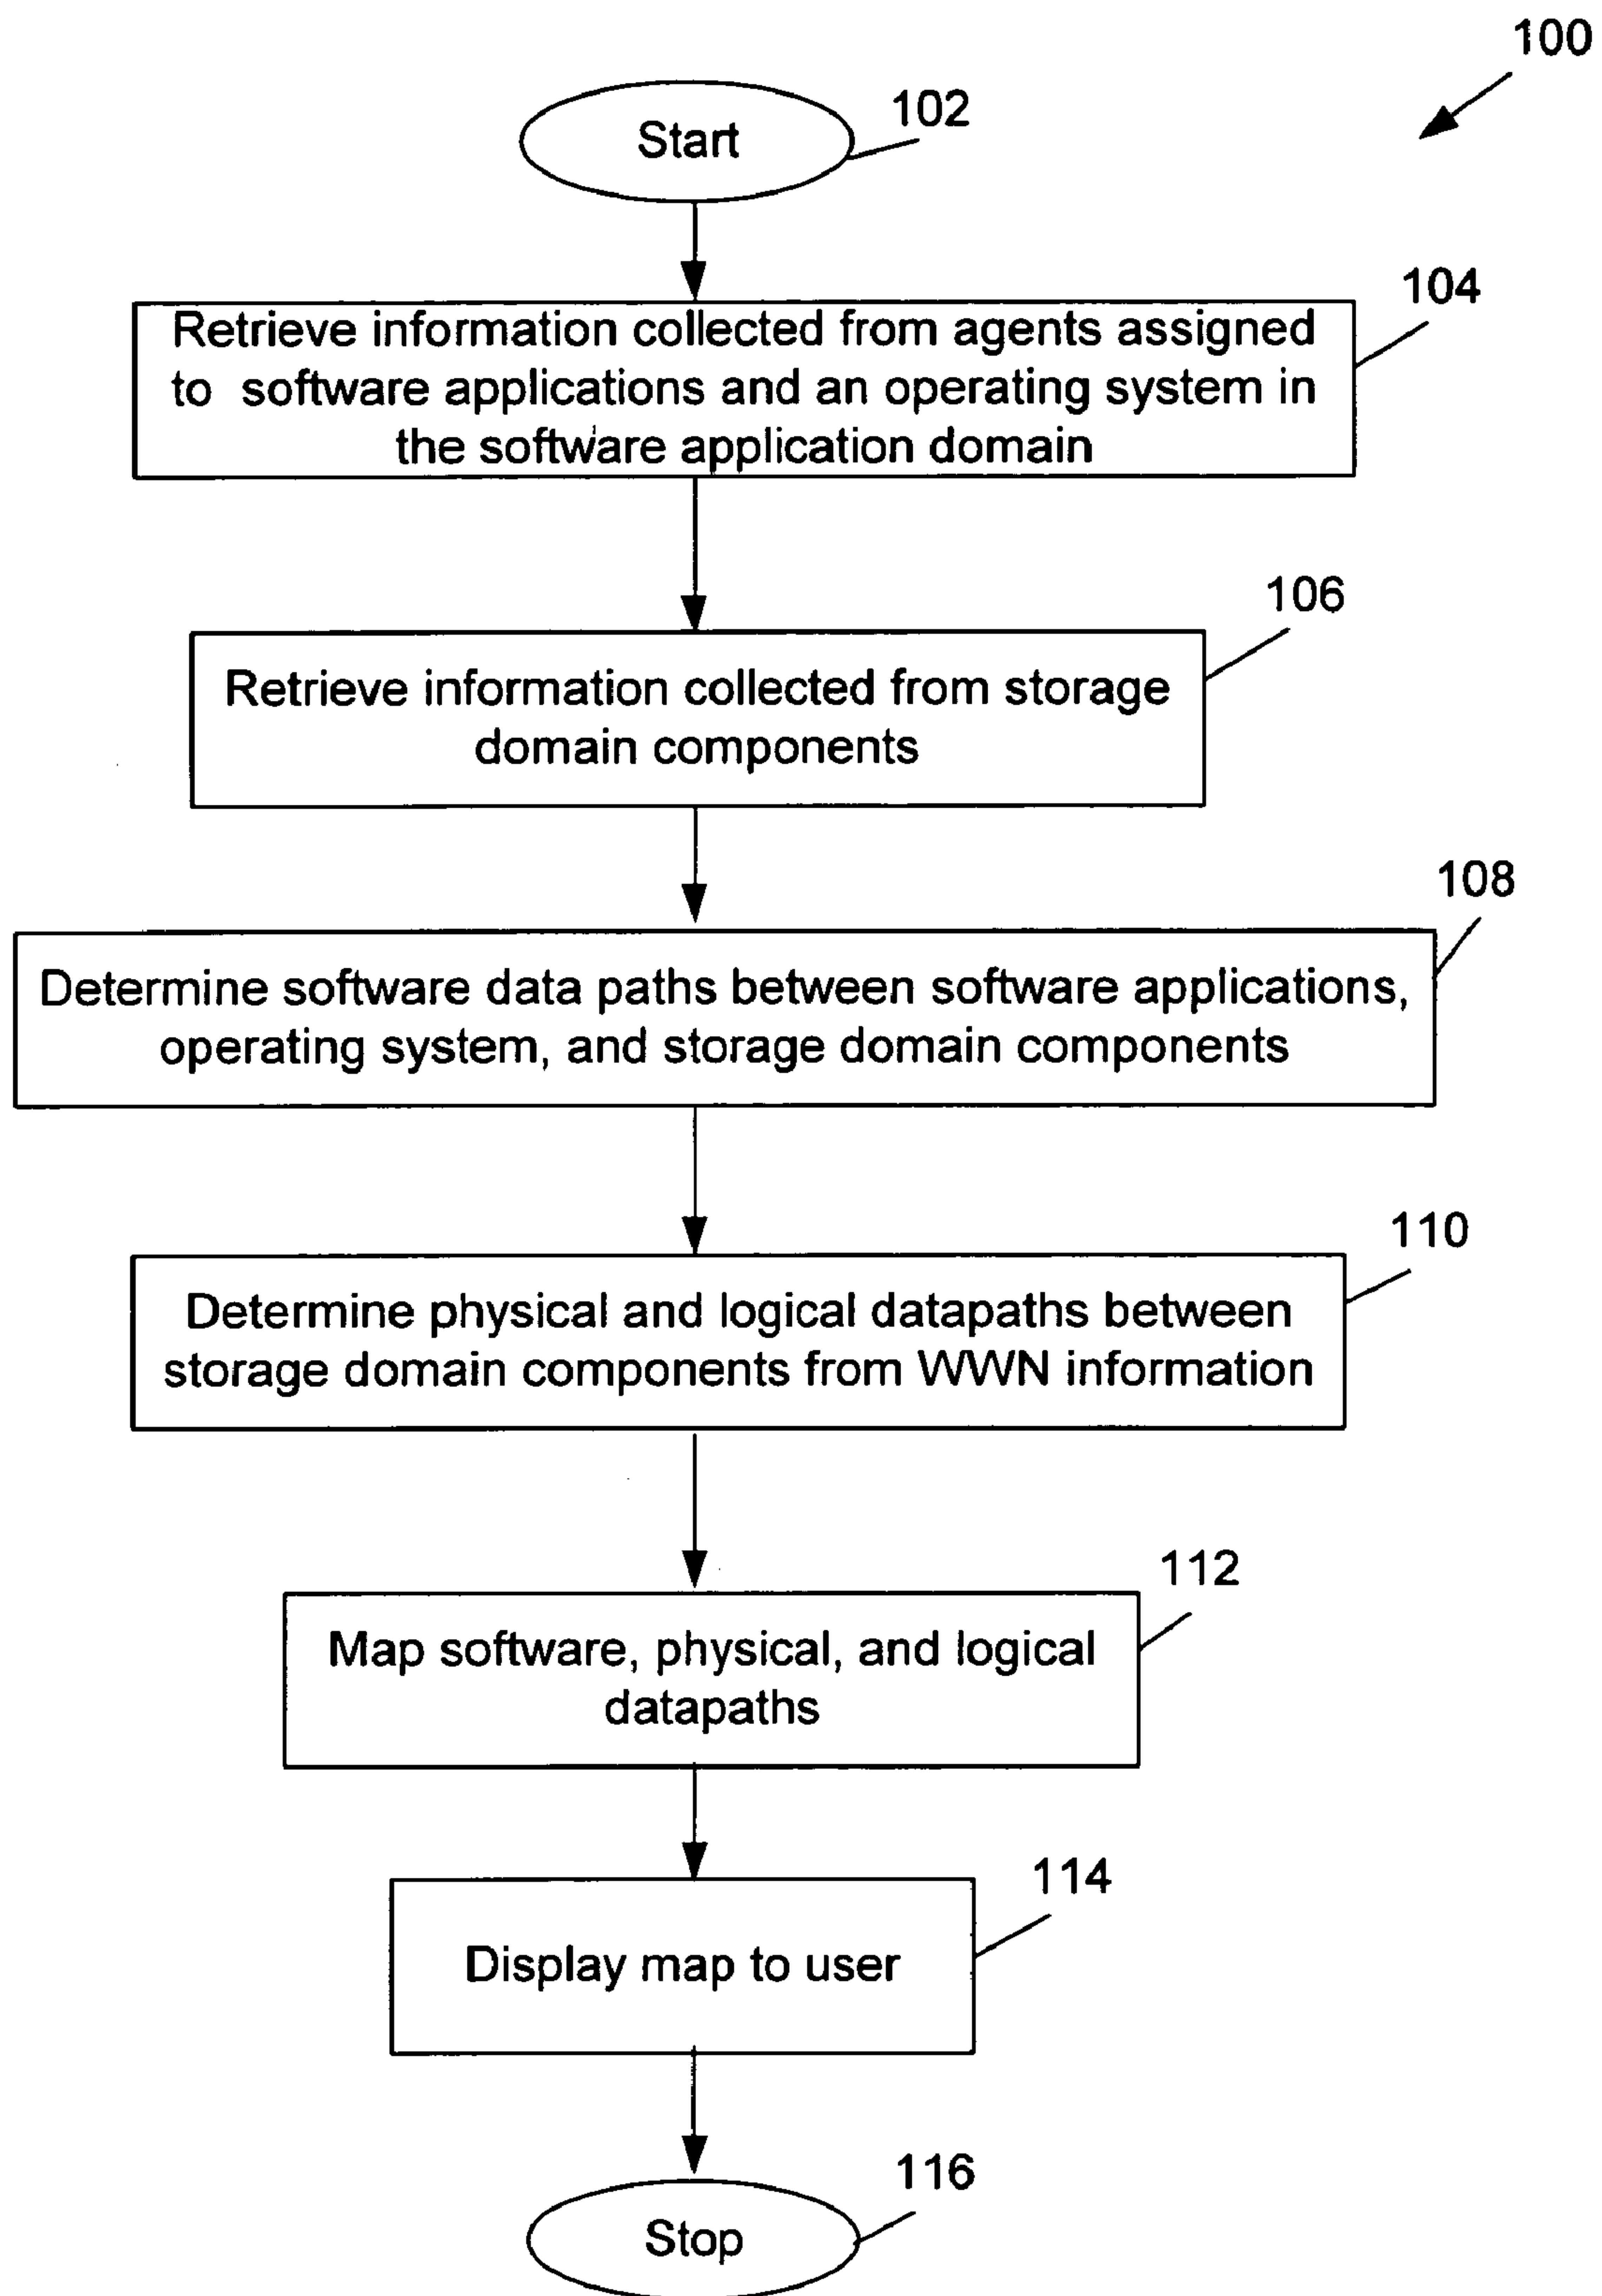 100
Start
102
104
Retrieve information collected from agents assigned
to software applications and an operating system in
the software application domain
106
Retrieve information collected from storage
domain components
108
Determine software data paths between software applications,
operating system, and storage domain components
110
Determine physical and logical datapaths between
storage domain components from WWN information
112
Map software, physical, and logical
datapaths
114
Display map to user
116
Stop